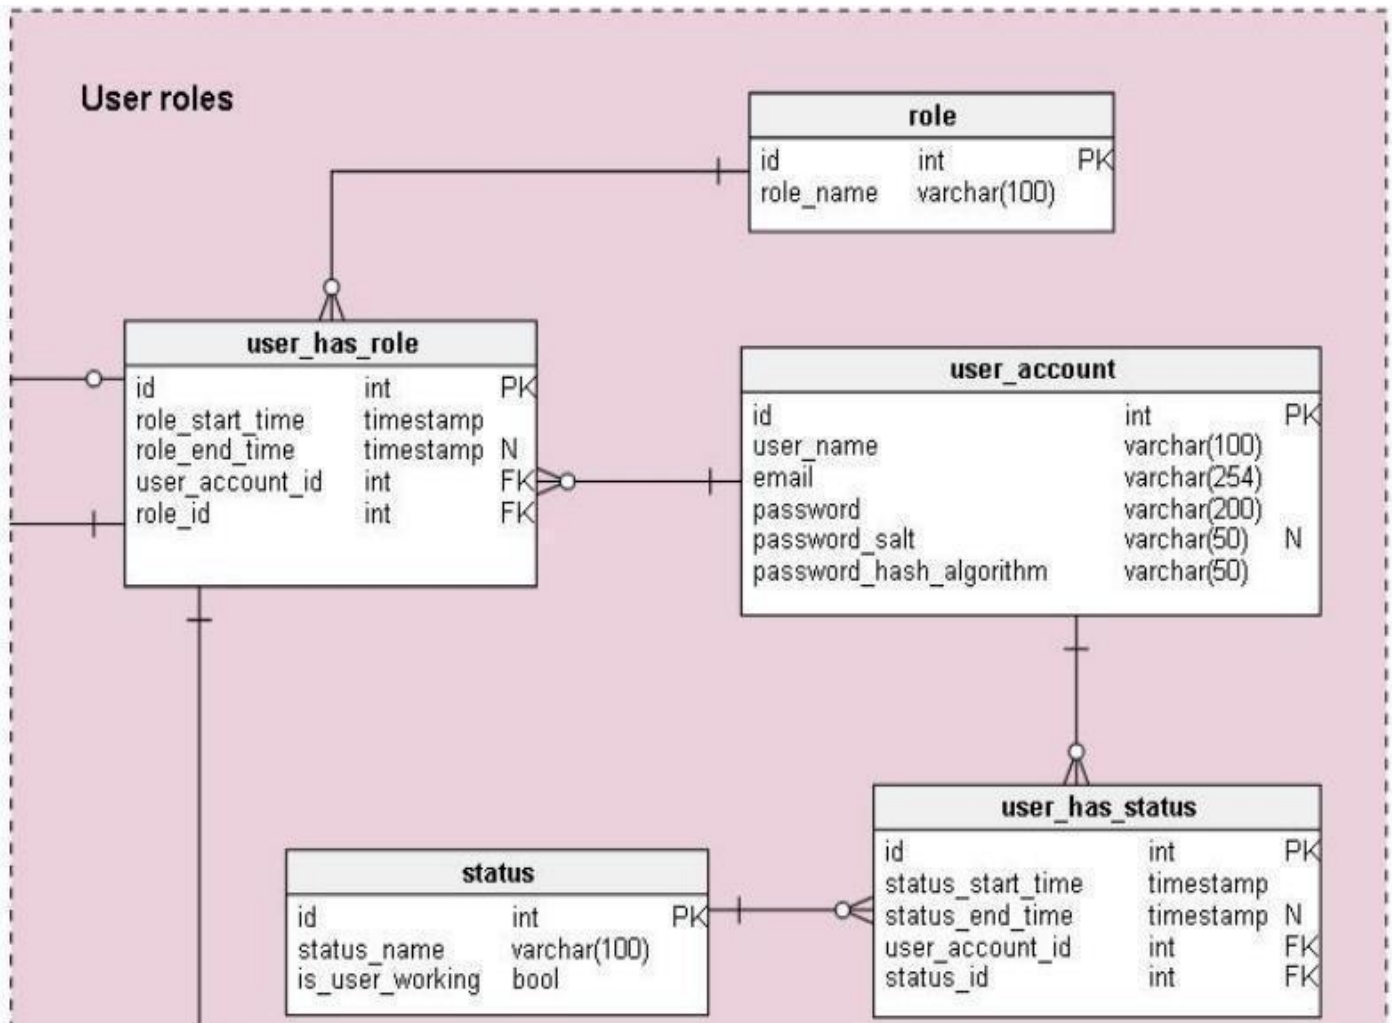 User roles
role
id int PK
role_name varchar(100)
user_has_role
id int PK
role_start_time timestamp
role_end_time timestamp N
user_account_id int FK
role_id int FK
user_account
id int PK
user_name varchar(100)
email varchar(254)
password varchar(200)
password_salt varchar(50) N
password_hash_algorithm varchar(50)
user_has_status
id int PK
status_start_time timestamp
status_end_time timestamp N
user_account_id int FK
status_id int FK
status
id int PK
status_name varchar(100)
is_user_working bool